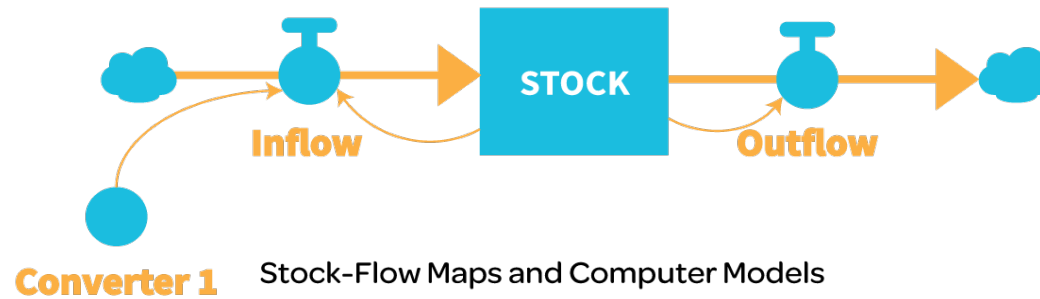 STOCK
Inflow
Outflow
Converter 1
Stock-Flow Maps and Computer Models